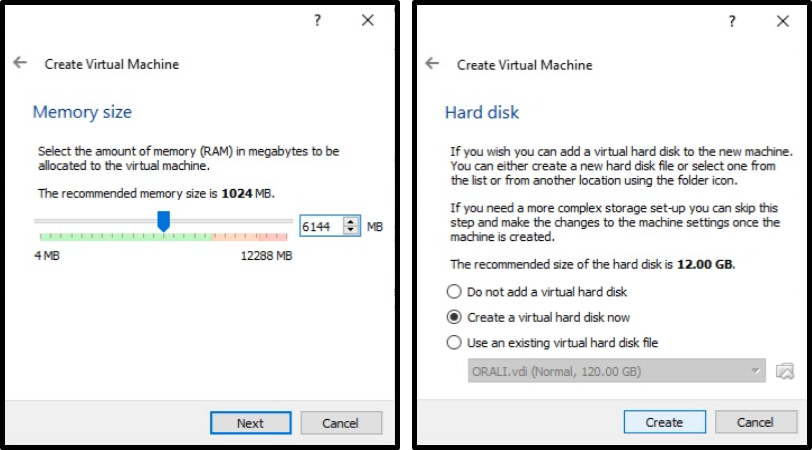 ?
Create Virtual Machine
Memory size
Select the amount of memory (RAM) in megabytes to be
allocated to the virtual machine.
The recommended memory size is 1024 MB.
6144 MB
4 MB 12288 MB
Next Cancel
?
Create Virtual Machine
Hard disk
If you wish you can add a virtual hard disk to the new machine.
You can either create a new hard disk file or select one from
the list or from another location using the folder icon.
If you need a more complex storage set-up you can skip this
step and make the changes to the machine settings once the
machine is created.
The recommended size of the hard disk is 12.00 GB.
Do not add a virtual hard disk
Create a virtual hard disk now
Use an existing virtual hard disk file
ORALI.vdi (Normal, 120.00 GB)
Create Cancel